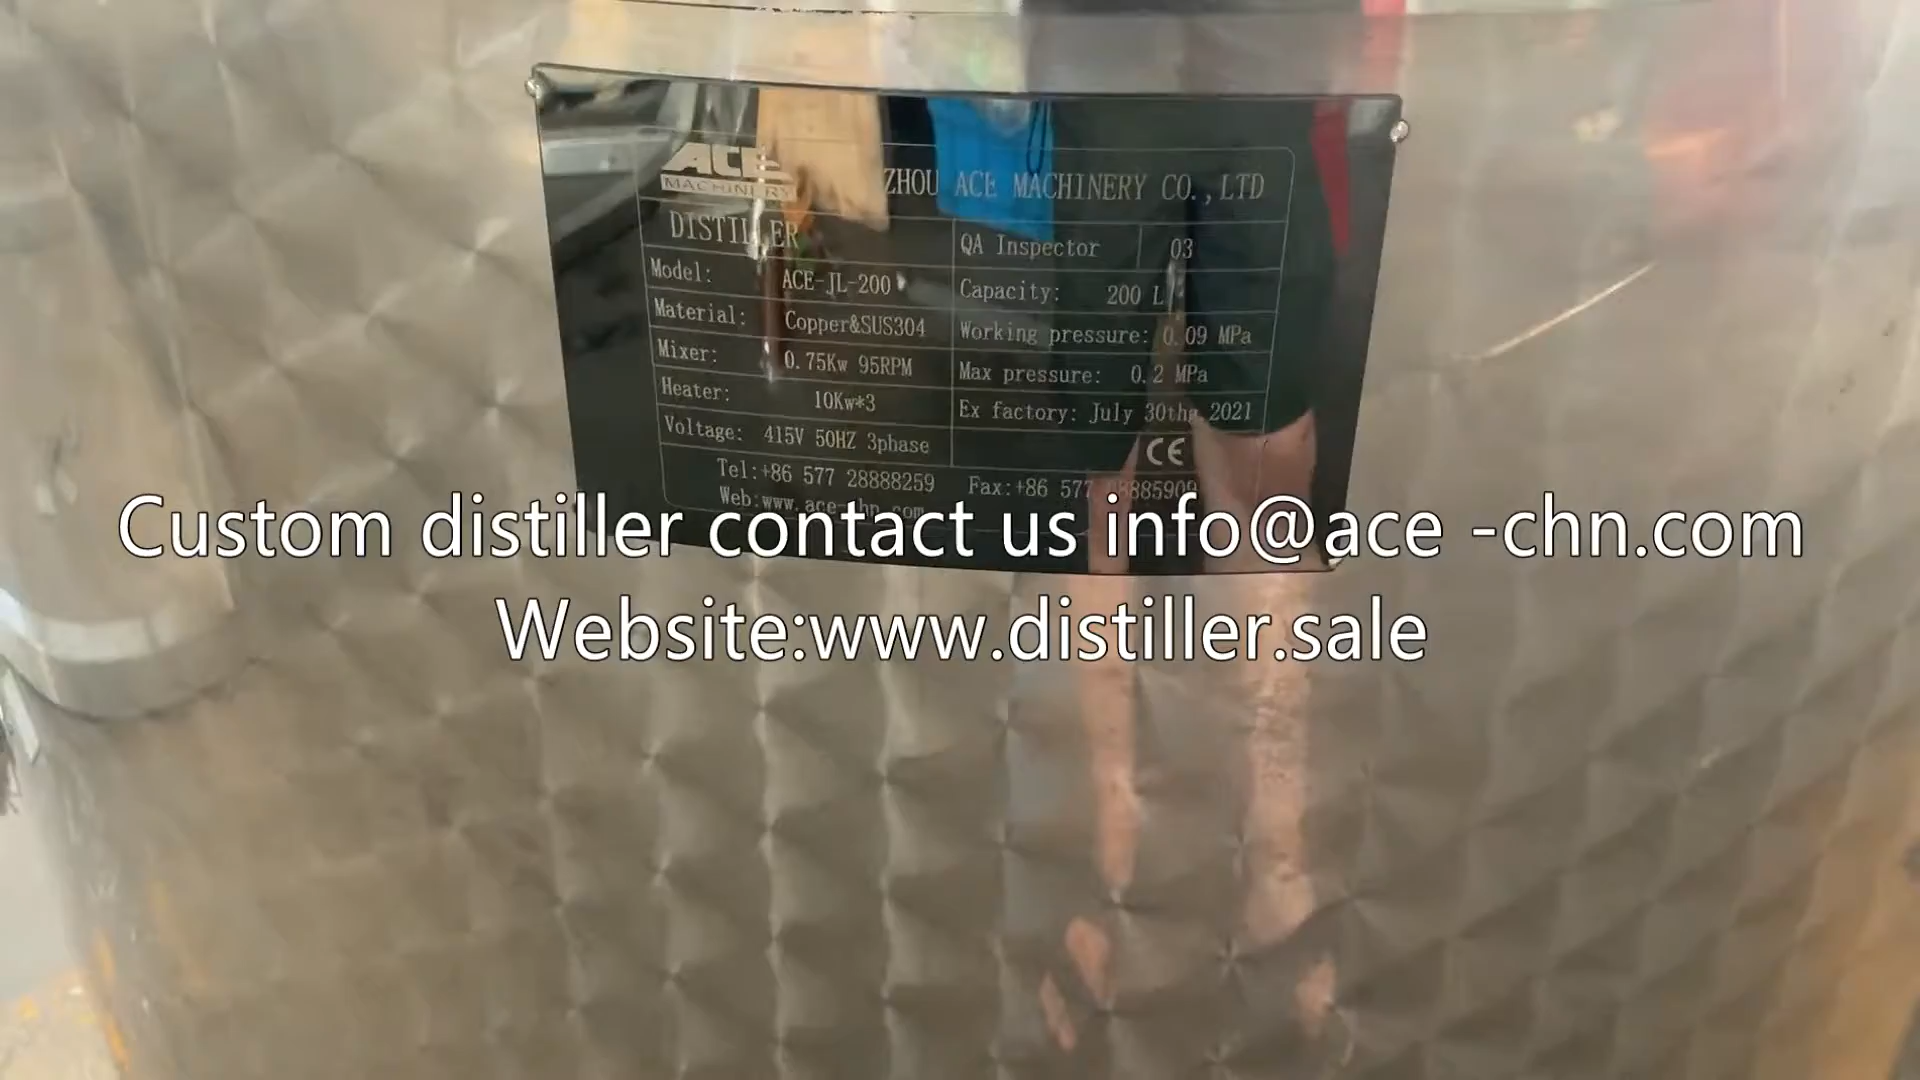 ACE
MACHINERY
ZHOU ACE MACHINERY CO.,LTD
DISTILLER
QA Inspector 03
Model: ACE-JL-200
Capacity: 200 L
Material: Copper&SUS304
Working pressure: 0.09 MPa
Mixer: 0.75Kw 95RPM
Max pressure: 0.2 MPa
Heater: 10Kw*3
Ex factory: July 30th, 2021
Voltage: 415V 50HZ 3phase
CE
Tel:+86 577 28888259
Fax:+86 577
Web:www.ace-chn.com
Custom distiller contact us info@ace -chn.com
Website:www.distiller.sale